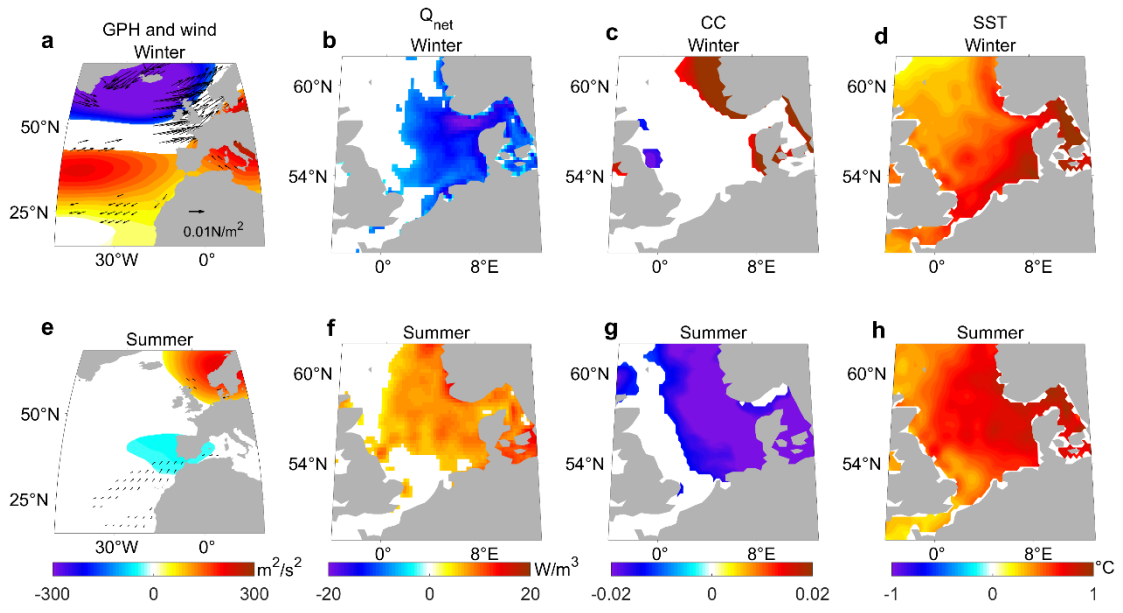 GPH and wind
Q_net
CC
SST
a
Winter
b
Winter
c
Winter
d
Winter
50°N
25°N
0.01N/m²
30°W
0°
60°N
54°N
0°
8°E
60°N
54°N
0°
8°E
60°N
54°N
0°
8°E
e
Summer
f
Summer
g
Summer
h
Summer
50°N
25°N
30°W
0°
60°N
54°N
0°
8°E
60°N
54°N
0°
8°E
60°N
54°N
0°
8°E
m²/s²
-300
0
300
W/m³
-20
0
20
-0.02
0
0.02
°C
-1
0
1